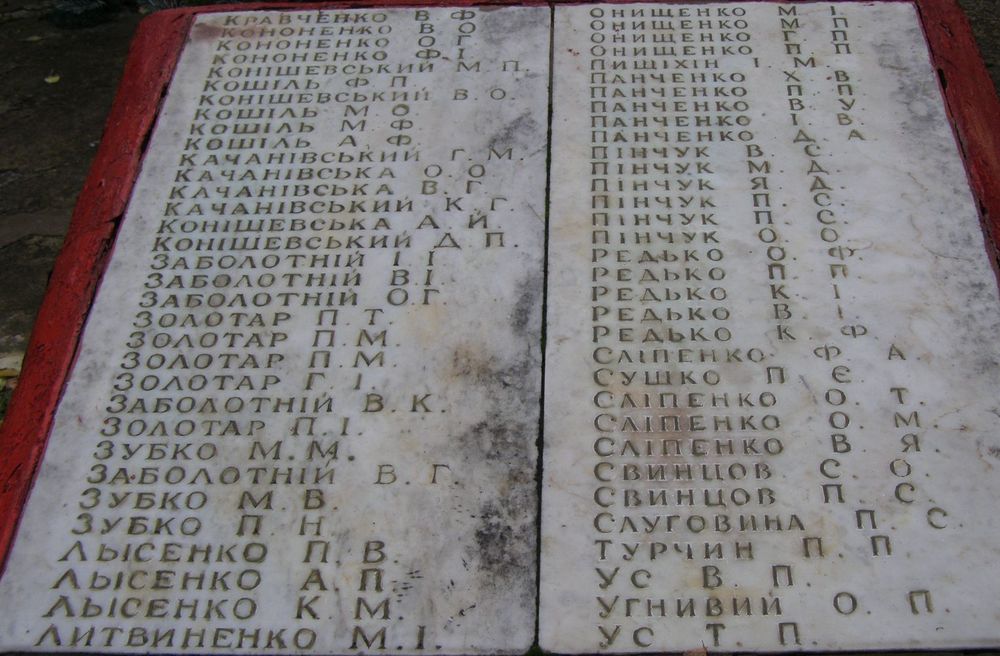 КРАВЧЕНКО В.Ф.
КОНОНЕНКО В О
КОНОНЕНКО О.Г.
КОНОНЕНКО Ф І
КОНІШЕВСЬКИЙ М. П.
КОШІЛЬ Ф П.
КОНІШЕВСЬКИЙ В.О.
КОШІЛЬ М О
КОШІЛЬ М Ф
КОШІЛЬ А Ф
КАЧАНІВСЬКИЙ Г. М.
КАЧАНІВСЬКА О О
КАЧАНІВСЬКА В Г.
КАЧАНІВСЬКИЙ К Г.
КОНІШЕВСЬКА А Й
КОНІШЕВСЬКИЙ Д П.
ЗАБОЛОТНІЙ І І
ЗАБОЛОТНІЙ В І.
ЗАБОЛОТНІЙ О.Г
ЗОЛОТАР П. Т.
ЗОЛОТАР П. М.
ЗОЛОТАР П. М
ЗОЛОТАР Г. І.
ЗАБОЛОТНІЙ В. К.
ЗОЛОТАР П. І.
ЗУБКО М. М.
ЗАБОЛОТНІЙ В. Г.
ЗУБКО М В.
ЗУБКО П Н
ЛЫСЕНКО П. В.
ЛЫСЕНКО А. П
ЛЫСЕНКО К М.
ЛИТВИНЕНКО М. І.
ОНИЩЕНКО М І.
ОНИЩЕНКО М П
ОНИЩЕНКО Г П
ОНИЩЕНКО П П
ПИЩІХІН І. М.
ПАНЧЕНКО Х В
ПАНЧЕНКО П П
ПАНЧЕНКО В У
ПАНЧЕНКО І В
ПАНЧЕНКО Д А
ПІНЧУК В. С.
ПІНЧУК М. Д.
ПІНЧУК Я Д.
ПІНЧУК П. С.
ПІНЧУК П. С
ПІНЧУК О. О.
РЕДЬКО О. Ф.
РЕДЬКО П П.
РЕДЬКО К. І
РЕДЬКО В. І.
РЕДЬКО К. Ф
СЛІПЕНКО Ф. А.
СУШКО П Є.
СЛІПЕНКО О. Т.
СЛІПЕНКО О. М.
СЛІПЕНКО В Я
СВИНЦОВ С О.
СВИНЦОВ П С.
СЛУГОВИНА П. С.
ТУРЧИН П. П
УС В. П.
УГНИВИЙ О. П.
УС Т. П.